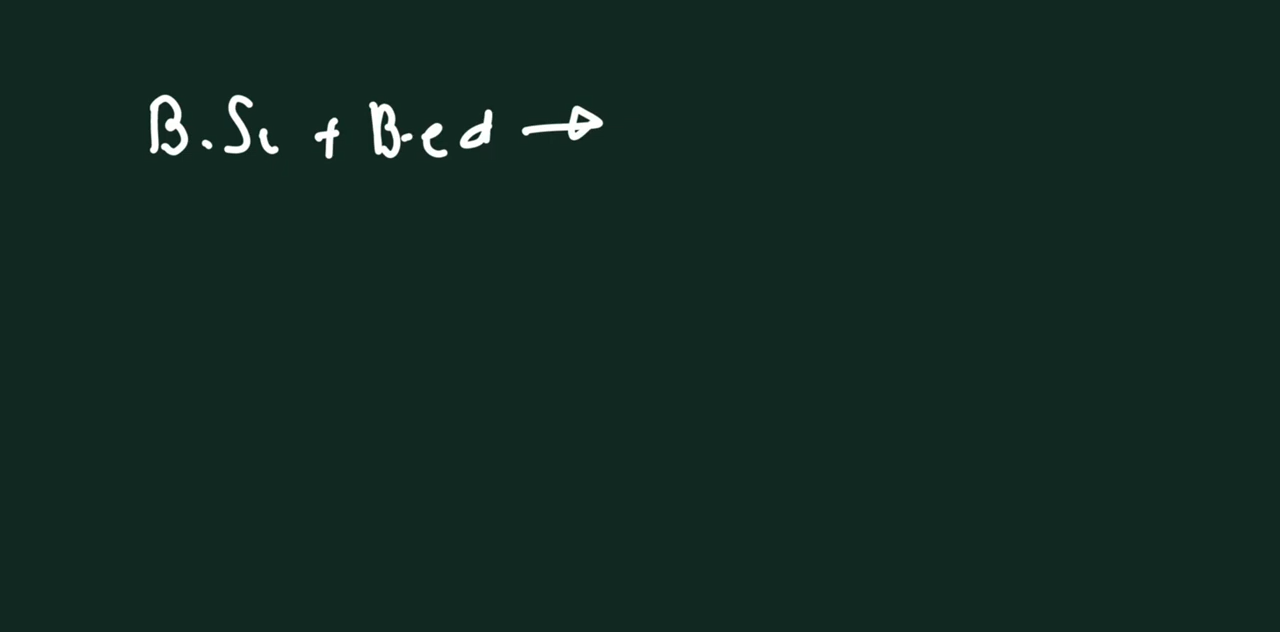 B.Sc + B.ed →